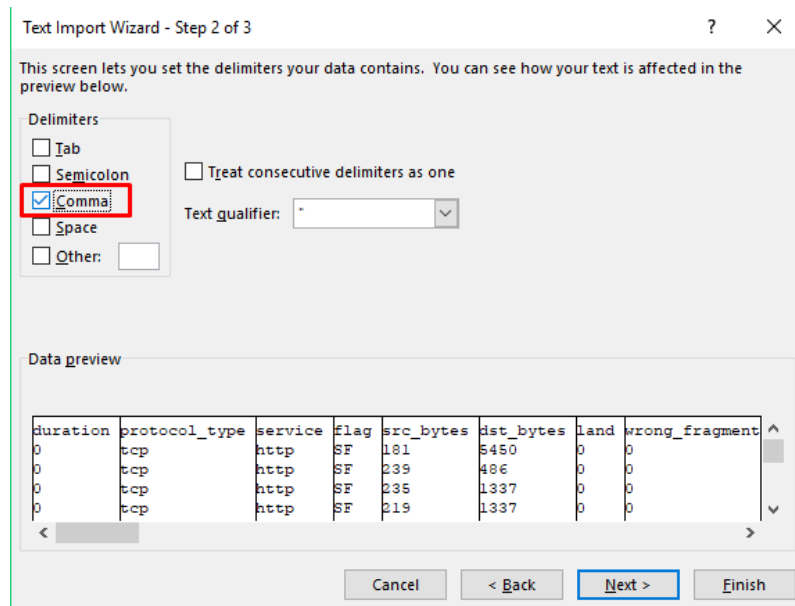 Text Import Wizard - Step 2 of 3 ?
This screen lets you set the delimiters your data contains.  You can see how your text is affected in the
preview below.
Delimiters
Tab
Semicolon
Comma
Space
Other:
Treat consecutive delimiters as one
Text qualifier: "
Data preview
duration protocol_type service flag src_bytes dst_bytes land wrong_fragment
0 tcp http SF 181 5450 0 0
0 tcp http SF 239 486 0 0
0 tcp http SF 235 1337 0 0
0 tcp http SF 219 1337 0 0
Cancel < Back Next > Finish